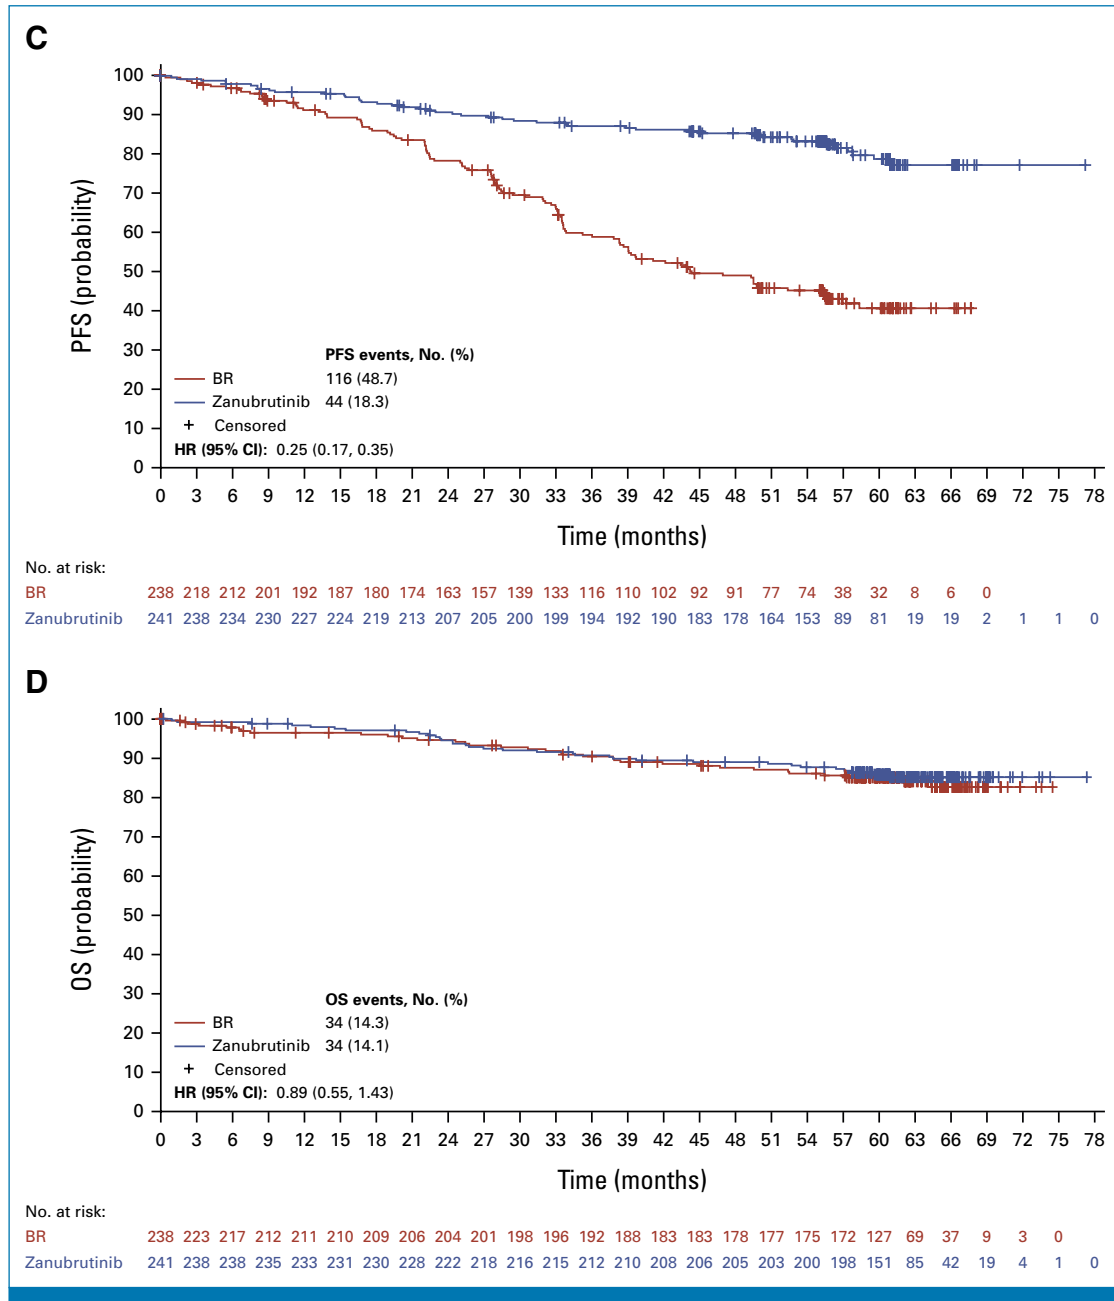 C
PFS (probability)
100
90
80
70
60
50
40
30
20
10
0
PFS events, No. (%)
BR 116 (48.7)
Zanubrutinib 44 (18.3)
+ Censored
HR (95% CI): 0.25 (0.17, 0.35)
0 3 6 9 12 15 18 21 24 27 30 33 36 39 42 45 48 51 54 57 60 63 66 69 72 75 78
Time (months)
No. at risk:
BR 238 218 212 201 192 187 180 174 163 157 139 133 116 110 102 92 91 77 74 38 32 8 6 0
Zanubrutinib 241 238 234 230 227 224 219 213 207 205 200 199 194 192 190 183 178 164 153 89 81 19 19 2 1 1 0
D
OS (probability)
100
90
80
70
60
50
40
30
20
10
0
OS events, No. (%)
BR 34 (14.3)
Zanubrutinib 34 (14.1)
+ Censored
HR (95% CI): 0.89 (0.55, 1.43)
0 3 6 9 12 15 18 21 24 27 30 33 36 39 42 45 48 51 54 57 60 63 66 69 72 75 78
Time (months)
No. at risk:
BR 238 223 217 212 211 210 209 206 204 201 198 196 192 188 183 183 178 177 175 172 127 69 37 9 3 0
Zanubrutinib 241 238 238 235 233 231 230 228 222 218 216 215 212 210 208 206 205 203 200 198 151 85 42 19 4 1 0